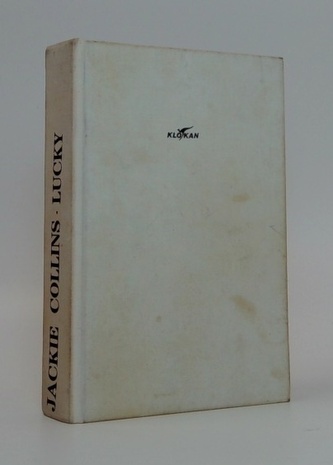 JACKIE COLLINS · LUCKY
KLOKAN